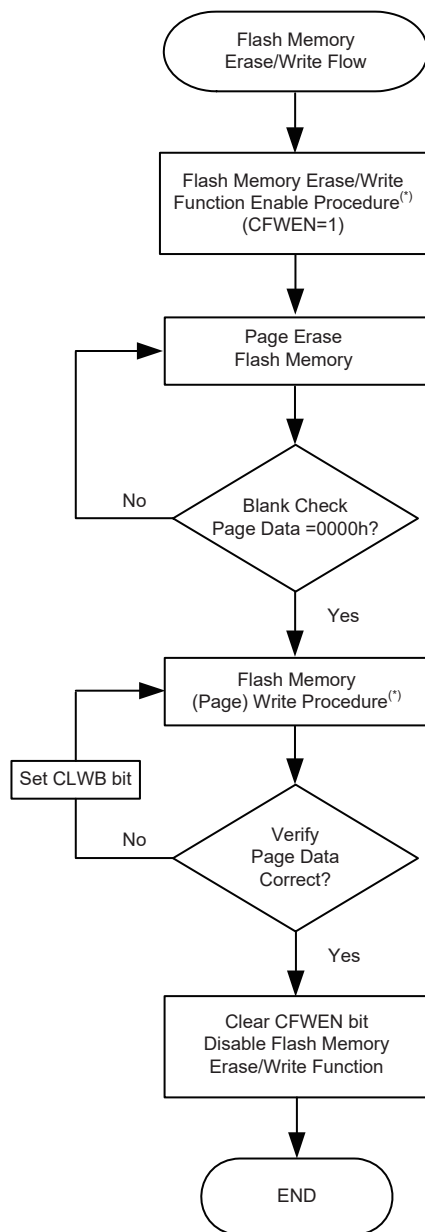 Flash Memory
Erase/Write Flow
Flash Memory Erase/Write
Function Enable Procedure(*)
(CFWEN=1)
Page Erase
Flash Memory
No
Blank Check
Page Data =0000h?
Yes
Flash Memory
(Page) Write Procedure(*)
Set CLWB bit
No
Verify
Page Data
Correct?
Yes
Clear CFWEN bit
Disable Flash Memory
Erase/Write Function
END